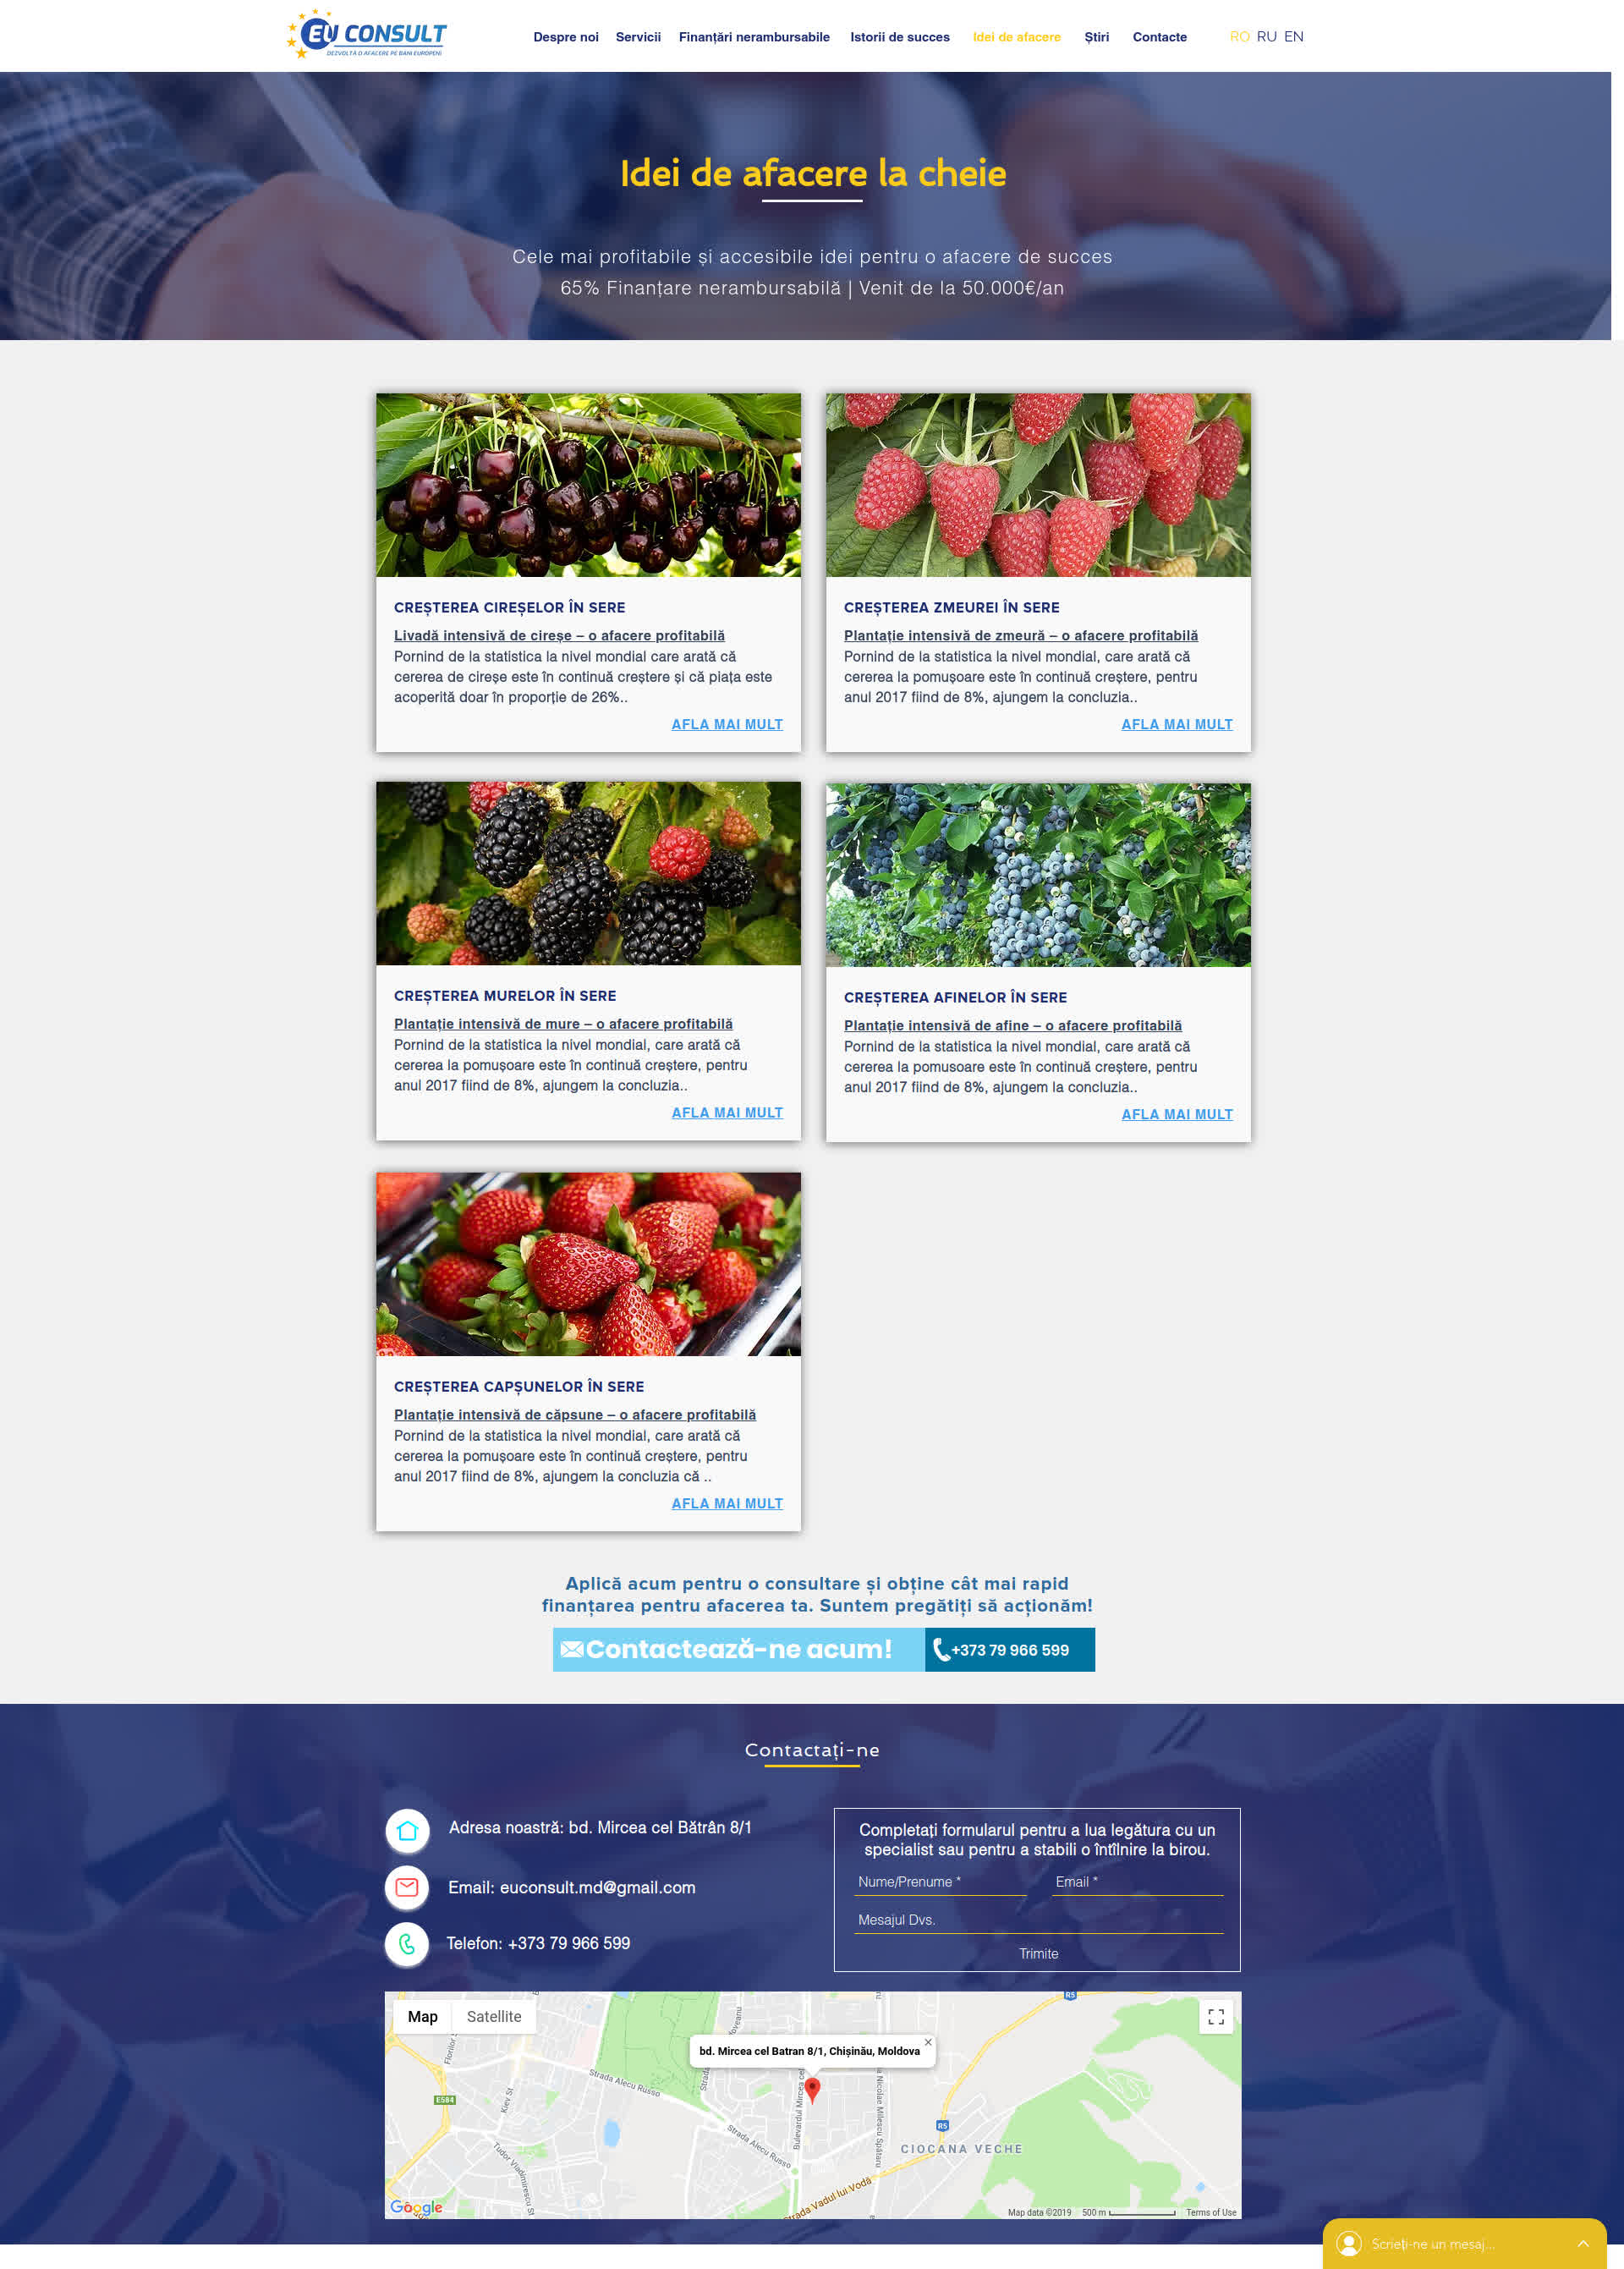 EU CONSULT
DEZVOLTĂ O AFACERE PE BANI EUROPENI
Despre noi Servicii Finanțări nerambursabile Istorii de succes Idei de afacere Știri Contacte RO RU EN
Idei de afacere la cheie
Cele mai profitabile și accesibile idei pentru o afacere de succes
65% Finanțare nerambursabilă | Venit de la 50.000€/an
CREȘTEREA CIREȘELOR ÎN SERE
Livadă intensivă de cireșe – o afacere profitabilă
Pornind de la statistica la nivel mondial care arată că
cererea de cireșe este în continuă creștere și că piața este
acoperită doar în proporție de 26%..
AFLA MAI MULT
CREȘTEREA ZMEUREI ÎN SERE
Plantație intensivă de zmeură – o afacere profitabilă
Pornind de la statistica la nivel mondial, care arată că
cererea la pomușoare este în continuă creștere, pentru
anul 2017 fiind de 8%, ajungem la concluzia..
AFLA MAI MULT
CREȘTEREA MURELOR ÎN SERE
Plantație intensivă de mure – o afacere profitabilă
Pornind de la statistica la nivel mondial, care arată că
cererea la pomușoare este în continuă creștere, pentru
anul 2017 fiind de 8%, ajungem la concluzia..
AFLA MAI MULT
CREȘTEREA AFINELOR ÎN SERE
Plantație intensivă de afine – o afacere profitabilă
Pornind de la statistica la nivel mondial, care arată că
cererea la pomusoare este în continuă creștere, pentru
anul 2017 fiind de 8%, ajungem la concluzia..
AFLA MAI MULT
CREȘTEREA CAPȘUNELOR ÎN SERE
Plantație intensivă de căpsune – o afacere profitabilă
Pornind de la statistica la nivel mondial, care arată că
cererea la pomușoare este în continuă creștere, pentru
anul 2017 fiind de 8%, ajungem la concluzia că ..
AFLA MAI MULT
Aplică acum pentru o consultare și obține cât mai rapid
finanțarea pentru afacerea ta. Suntem pregătiți să acționăm!
Contactează-ne acum! +373 79 966 599
Contactați-ne
Adresa noastră: bd. Mircea cel Bătrân 8/1
Email: euconsult.md@gmail.com
Telefon: +373 79 966 599
Completați formularul pentru a lua legătura cu un
specialist sau pentru a stabili o întîlnire la birou.
Nume/Prenume * Email *
Mesajul Dvs.
Trimite
Map Satellite
R5
bd. Mircea cel Batran 8/1, Chișinău, Moldova
Strada Alecu Russo
E584
Kiev St
R5
Strada Alecu Russo
Bulevardul Mircea cel
a Nicolae Milescu Spătaru
CIOCANA VECHE
Tudor Vladimirescu St
Strada Vadul lui Vodă
Google
Map data ©2019 500 m Terms of Use
Scrieți-ne un mesaj...